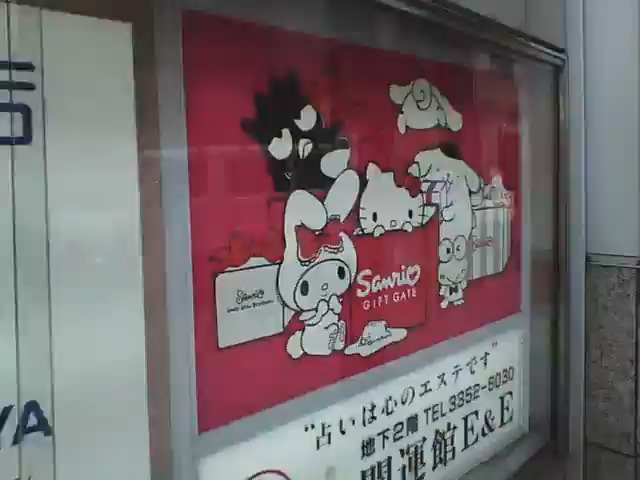 Sanrio
Sanrio
GIFT GATE
"占いは心のエステです"
地下2階 TEL3352-6030
開運館E&E
YA